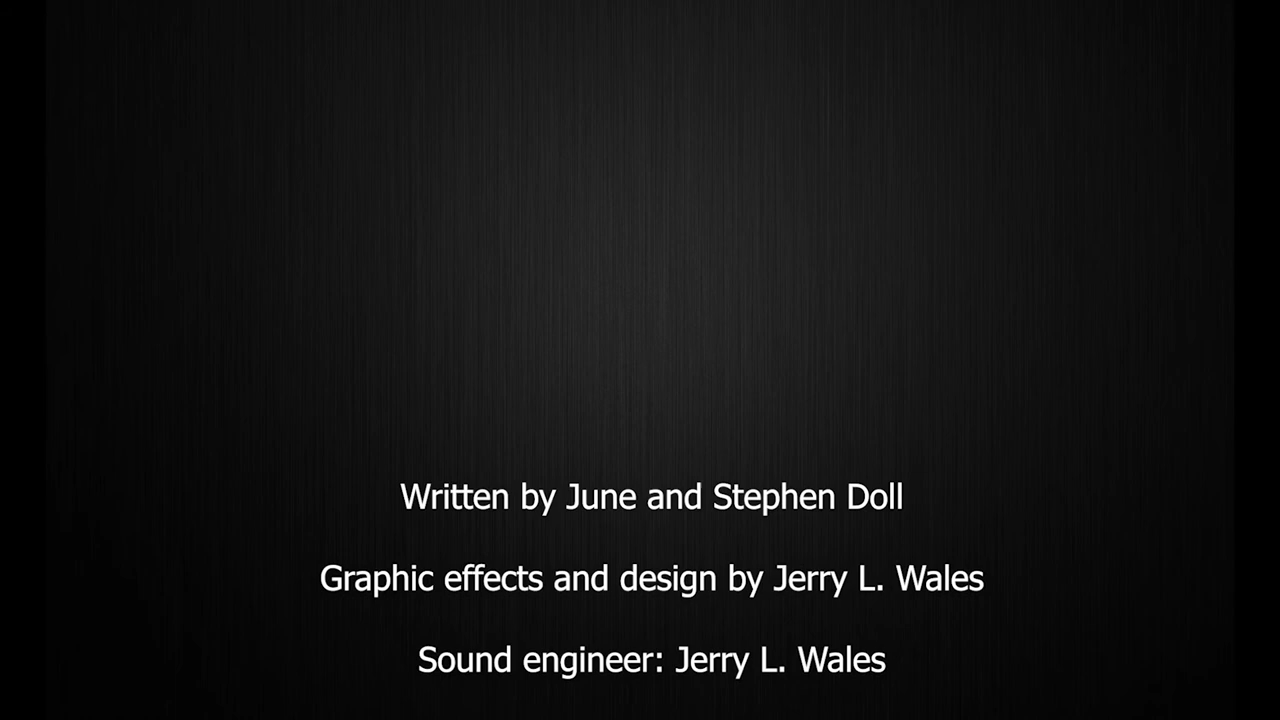 Written by June and Stephen Doll
Graphic effects and design by Jerry L. Wales
Sound engineer: Jerry L. Wales